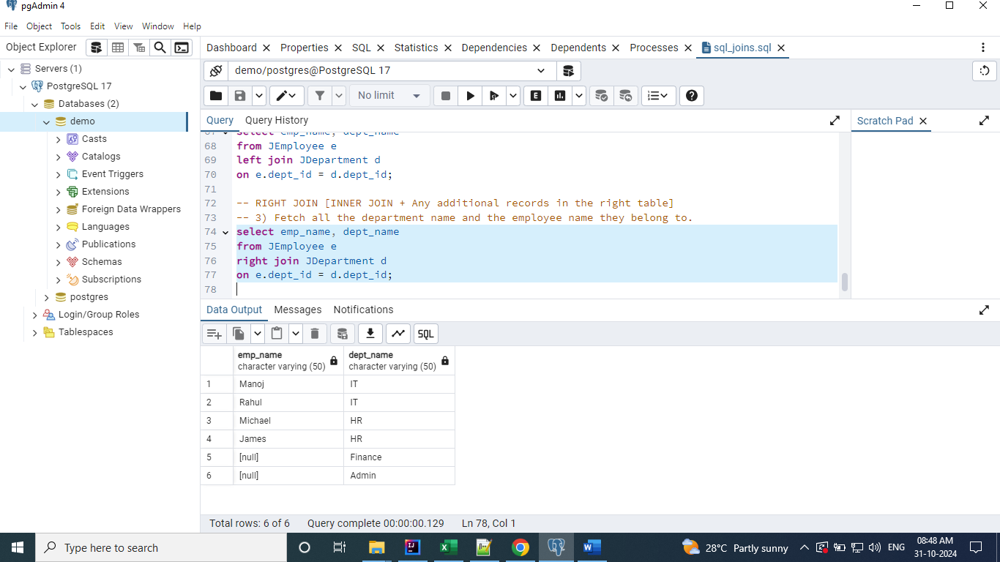 pgAdmin 4
File Object Tools Edit View Window Help
Object Explorer
Dashboard Properties SQL Statistics Dependencies Dependents Processes sql_joins.sql
Servers (1)
PostgreSQL 17
Databases (2)
demo
Casts
Catalogs
Event Triggers
Extensions
Foreign Data Wrappers
Languages
Publications
Schemas
Subscriptions
postgres
Login/Group Roles
Tablespaces
demo/postgres@PostgreSQL 17
No limit
E
Query Query History
Scratch Pad
67 select emp_name, dept_name
68 from JEmployee e
69 left join JDepartment d
70 on e.dept_id = d.dept_id;
71
72 -- RIGHT JOIN [INNER JOIN + Any additional records in the right table]
73 -- 3) Fetch all the department name and the employee name they belong to.
74 select emp_name, dept_name
75 from JEmployee e
76 right join JDepartment d
77 on e.dept_id = d.dept_id;
78
Data Output Messages Notifications
SQL
emp_name dept_name
character varying (50) character varying (50)
1 Manoj IT
2 Rahul IT
3 Michael HR
4 James HR
5 [null] Finance
6 [null] Admin
Total rows: 6 of 6 Query complete 00:00:00.129 Ln 78, Col 1
Type here to search
28°C Partly sunny
ENG
08:48 AM
31-10-2024